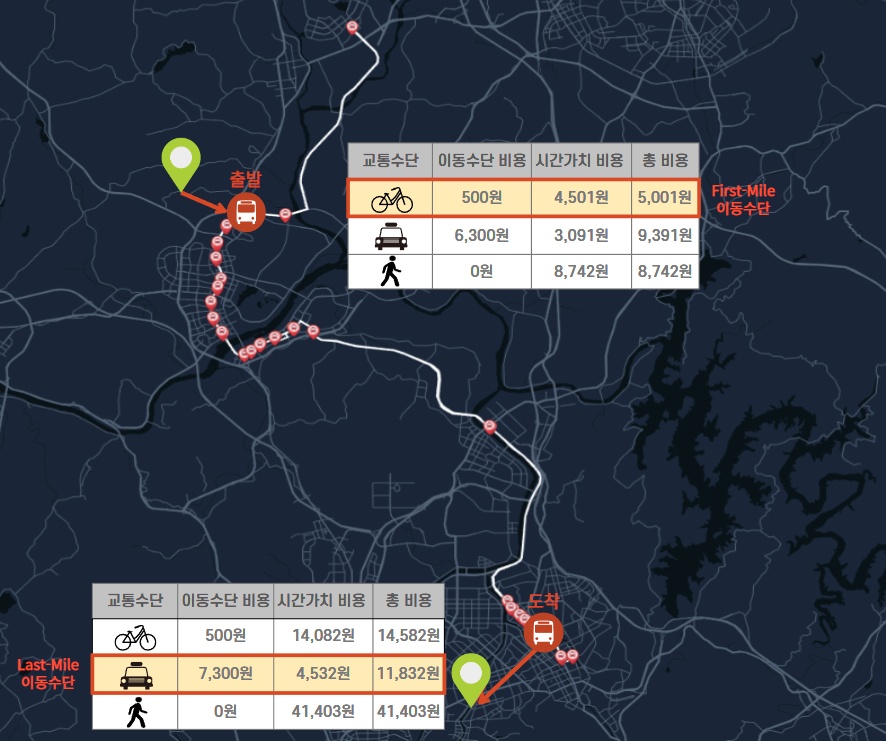 출발
교통수단 이동수단 비용 시간가치 비용 총 비용
500원 4,501원 5,001원
6,300원 3,091원 9,391원
0원 8,742원 8,742원
First-Mile
이동수단
도착
교통수단 이동수단 비용 시간가치 비용 총 비용
500원 14,082원 14,582원
7,300원 4,532원 11,832원
0원 41,403원 41,403원
Last-Mile
이동수단